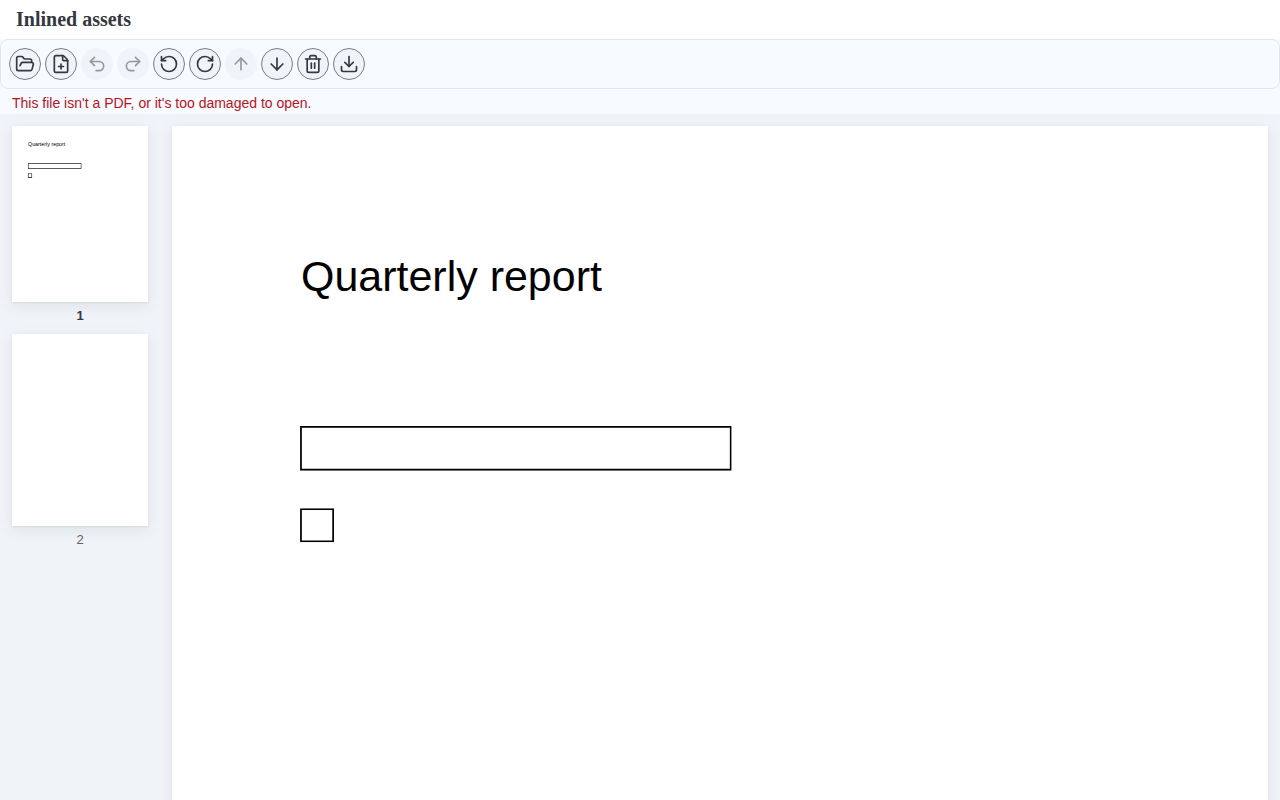 Inlined assets
This file isn't a PDF, or it's too damaged to open.
Quarterly report
1
2
Quarterly report